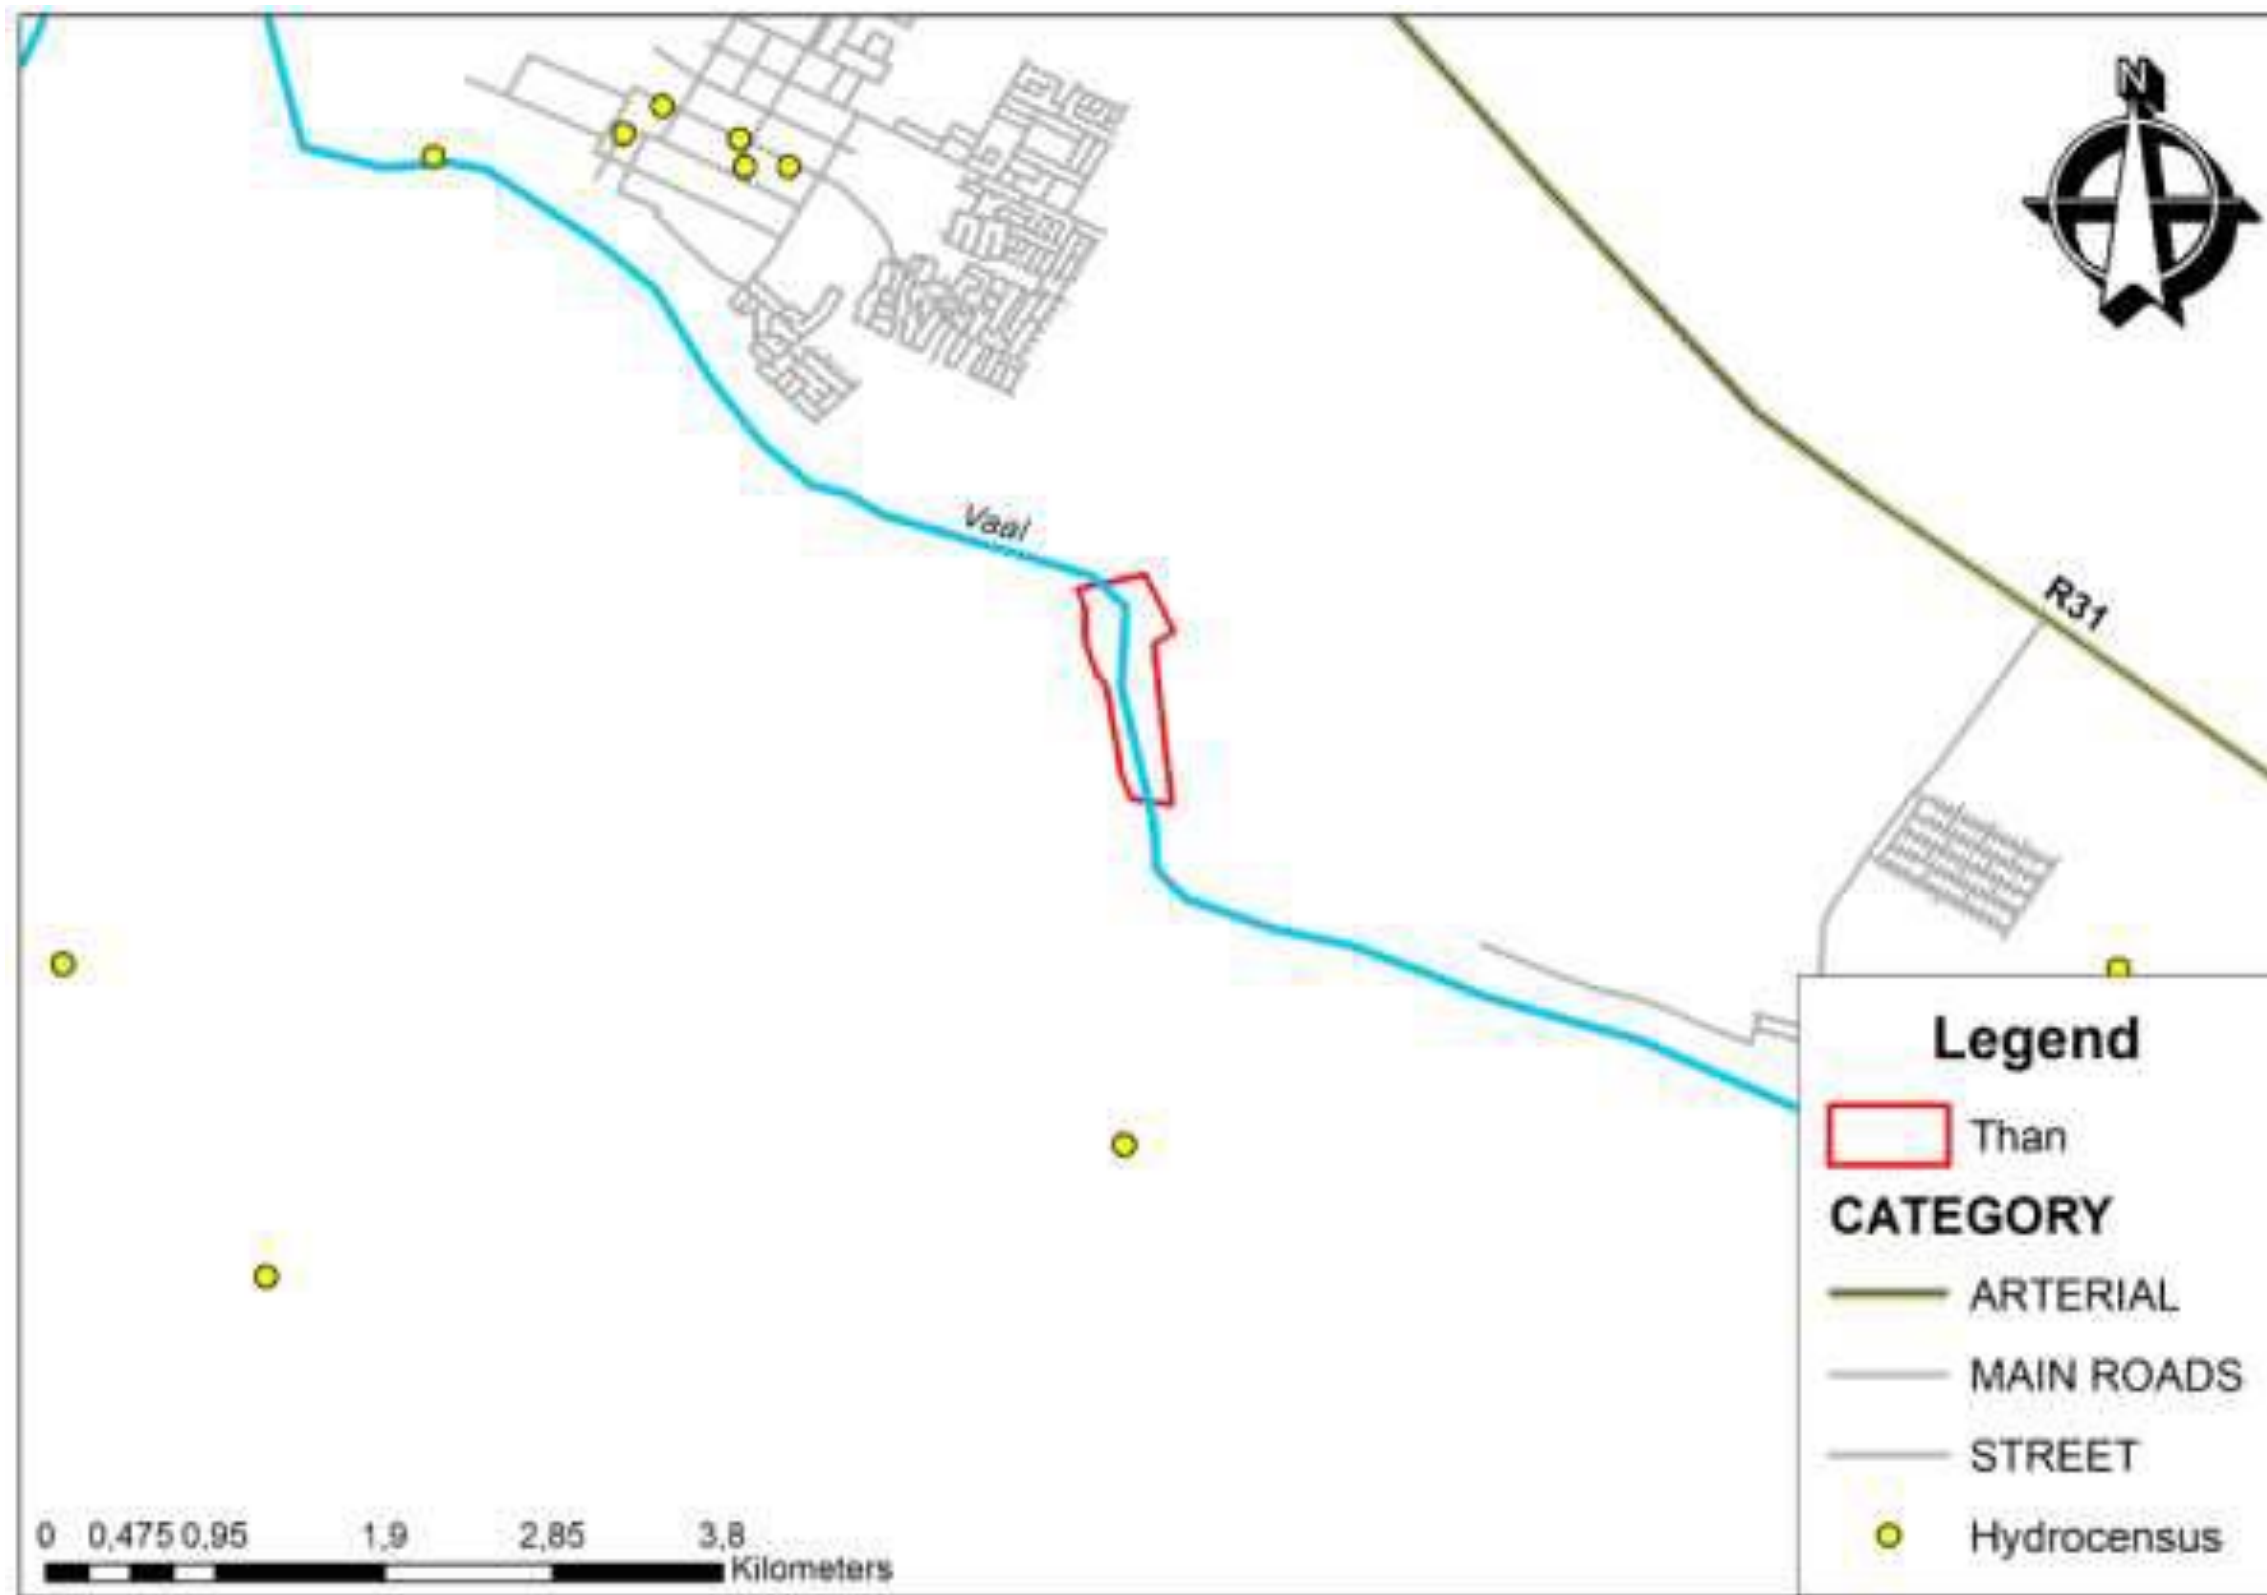 N
Vaal
R31
Legend
Than
CATEGORY
ARTERIAL
MAIN ROADS
STREET
Hydrocensus
0 0,475 0,95 1,9 2,85 3,8
Kilometers